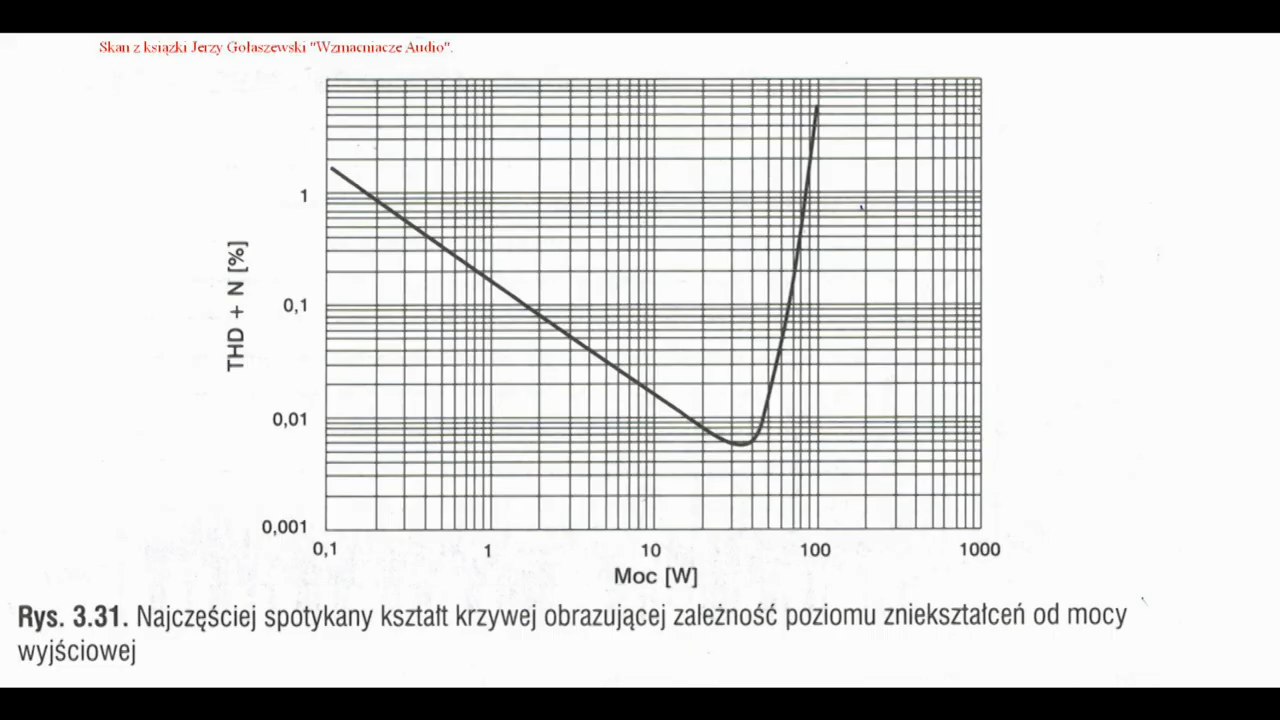 Skan z książki Jerzy Gołaszewski "Wzmacniacze Audio".
1
0,1
0,01
0,001
THD + N [%]
0,1 1 10 100 1000
Moc [W]
Rys. 3.31. Najczęściej spotykany kształt krzywej obrazującej zależność poziomu zniekształceń od mocy
wyjściowej